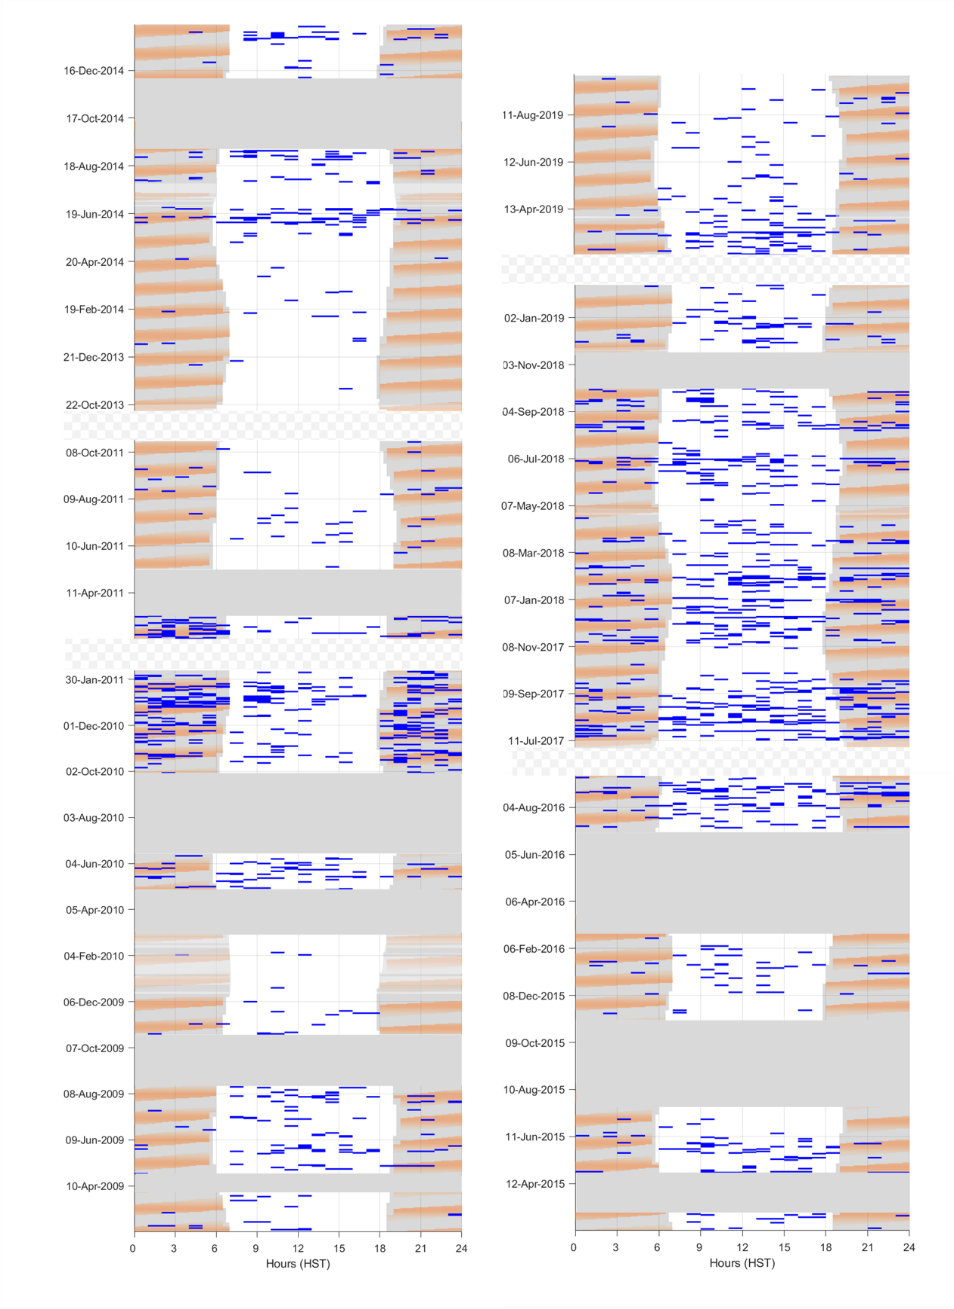 16-Dec-2014
17-Oct-2014
18-Aug-2014
19-Jun-2014
20-Apr-2014
19-Feb-2014
21-Dec-2013
22-Oct-2013
08-Oct-2011
09-Aug-2011
10-Jun-2011
11-Apr-2011
30-Jan-2011
01-Dec-2010
02-Oct-2010
03-Aug-2010
04-Jun-2010
05-Apr-2010
04-Feb-2010
06-Dec-2009
07-Oct-2009
08-Aug-2009
09-Jun-2009
10-Apr-2009
0 3 6 9 12 15 18 21 24
Hours (HST)
11-Aug-2019
12-Jun-2019
13-Apr-2019
02-Jan-2019
03-Nov-2018
04-Sep-2018
06-Jul-2018
07-May-2018
08-Mar-2018
07-Jan-2018
08-Nov-2017
09-Sep-2017
11-Jul-2017
04-Aug-2016
05-Jun-2016
06-Apr-2016
06-Feb-2016
08-Dec-2015
09-Oct-2015
10-Aug-2015
11-Jun-2015
12-Apr-2015
0 3 6 9 12 15 18 21 24
Hours (HST)